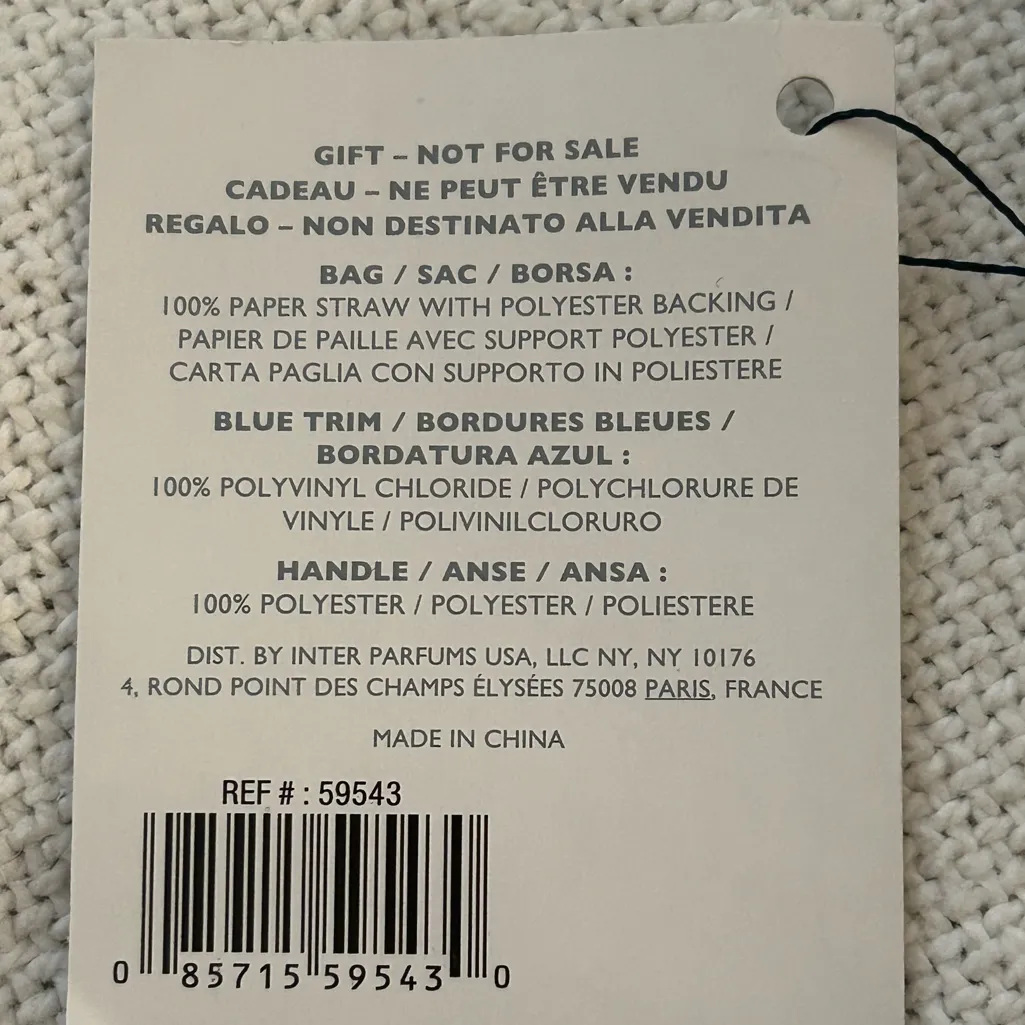 GIFT – NOT FOR SALE
CADEAU – NE PEUT ÊTRE VENDU
REGALO – NON DESTINATO ALLA VENDITA
BAG / SAC / BORSA :
100% PAPER STRAW WITH POLYESTER BACKING /
PAPIER DE PAILLE AVEC SUPPORT POLYESTER /
CARTA PAGLIA CON SUPPORTO IN POLIESTERE
BLUE TRIM / BORDURES BLEUES /
BORDATURA AZUL :
100% POLYVINYL CHLORIDE / POLYCHLORURE DE
VINYLE / POLIVINILCLORURO
HANDLE / ANSE / ANSA :
100% POLYESTER / POLYESTER / POLIESTERE
DIST. BY INTER PARFUMS USA, LLC NY, NY 10176
4, ROND POINT DES CHAMPS ÉLYSÉES 75008 PARIS, FRANCE
MADE IN CHINA
REF # : 59543
0 85715 59543 0